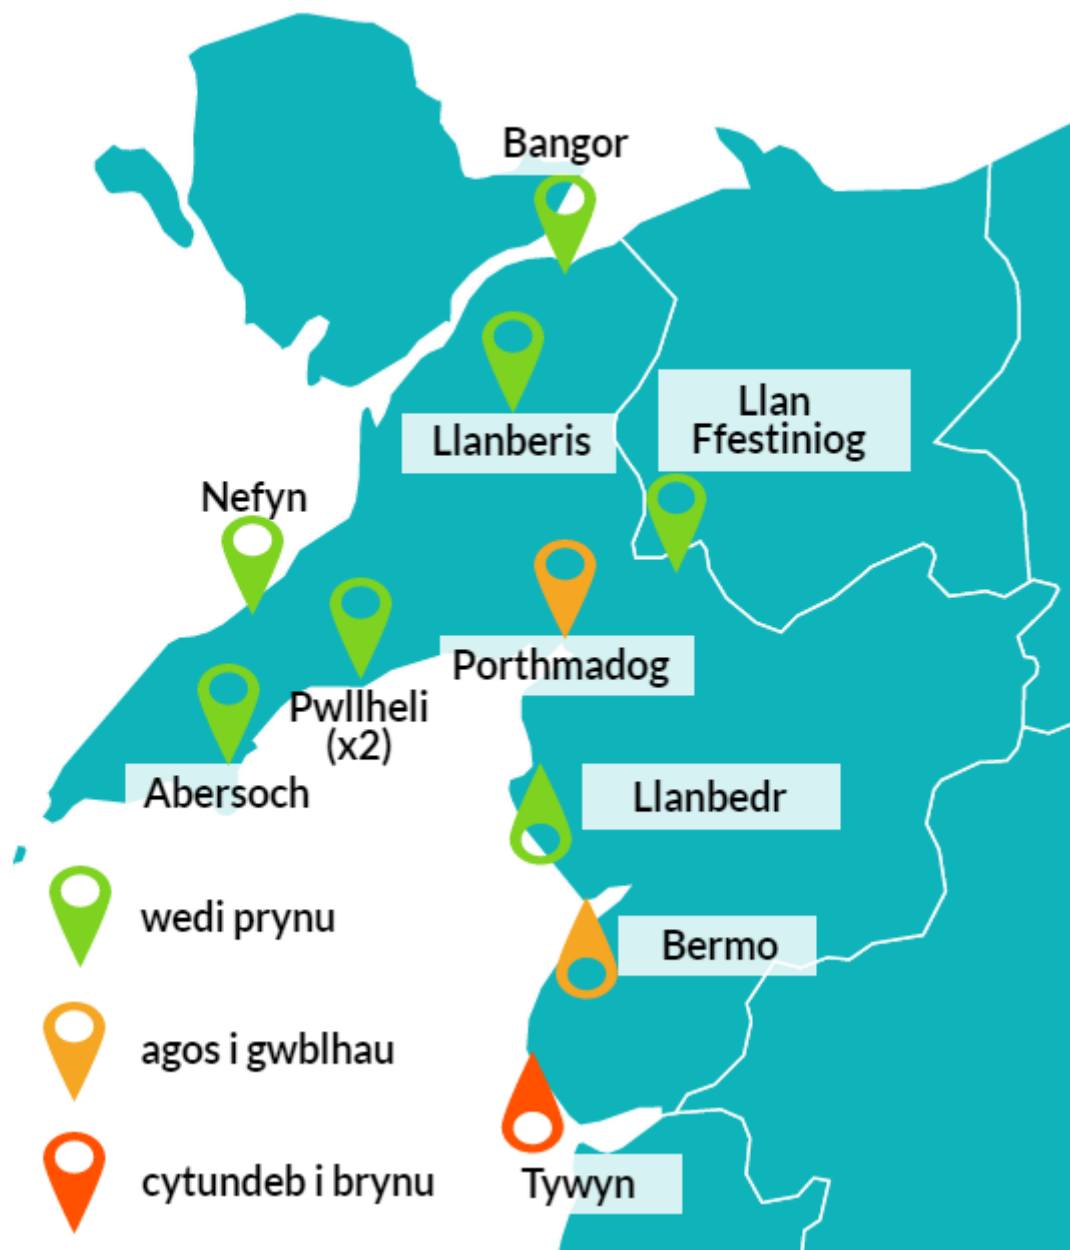 Bangor
Llanberis
Llan
Ffestiniog
Nefyn
Porthmadog
Pwllheli
(x2)
Abersoch
Llanbedr
wedi prynu
Bermo
agos i gwblhau
cytundeb i brynu
Tywyn